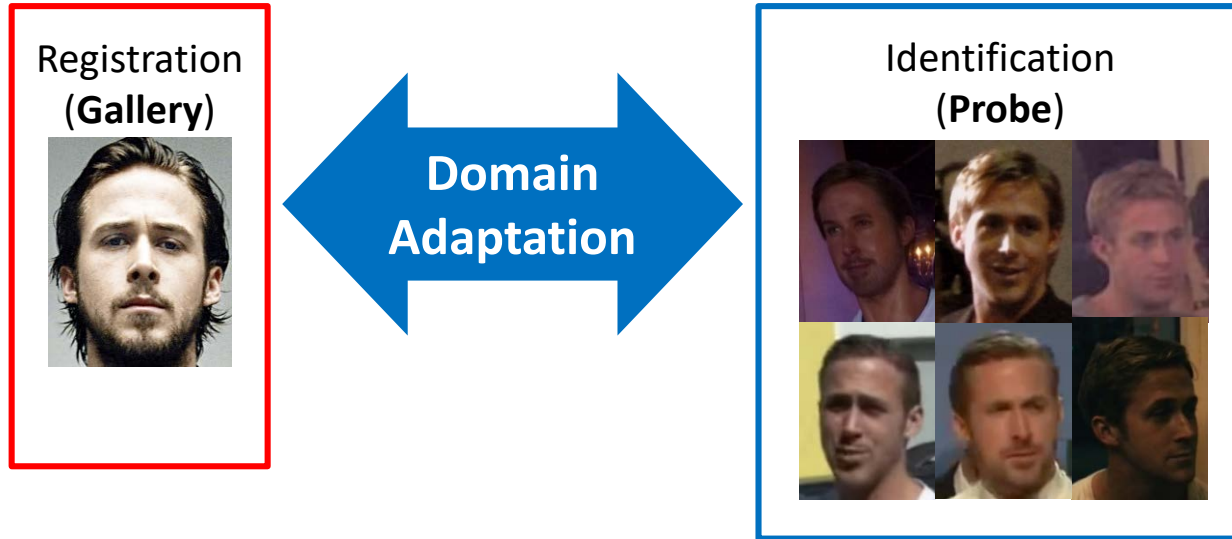 Registration
(Gallery)
Domain
Adaptation
Identification
(Probe)